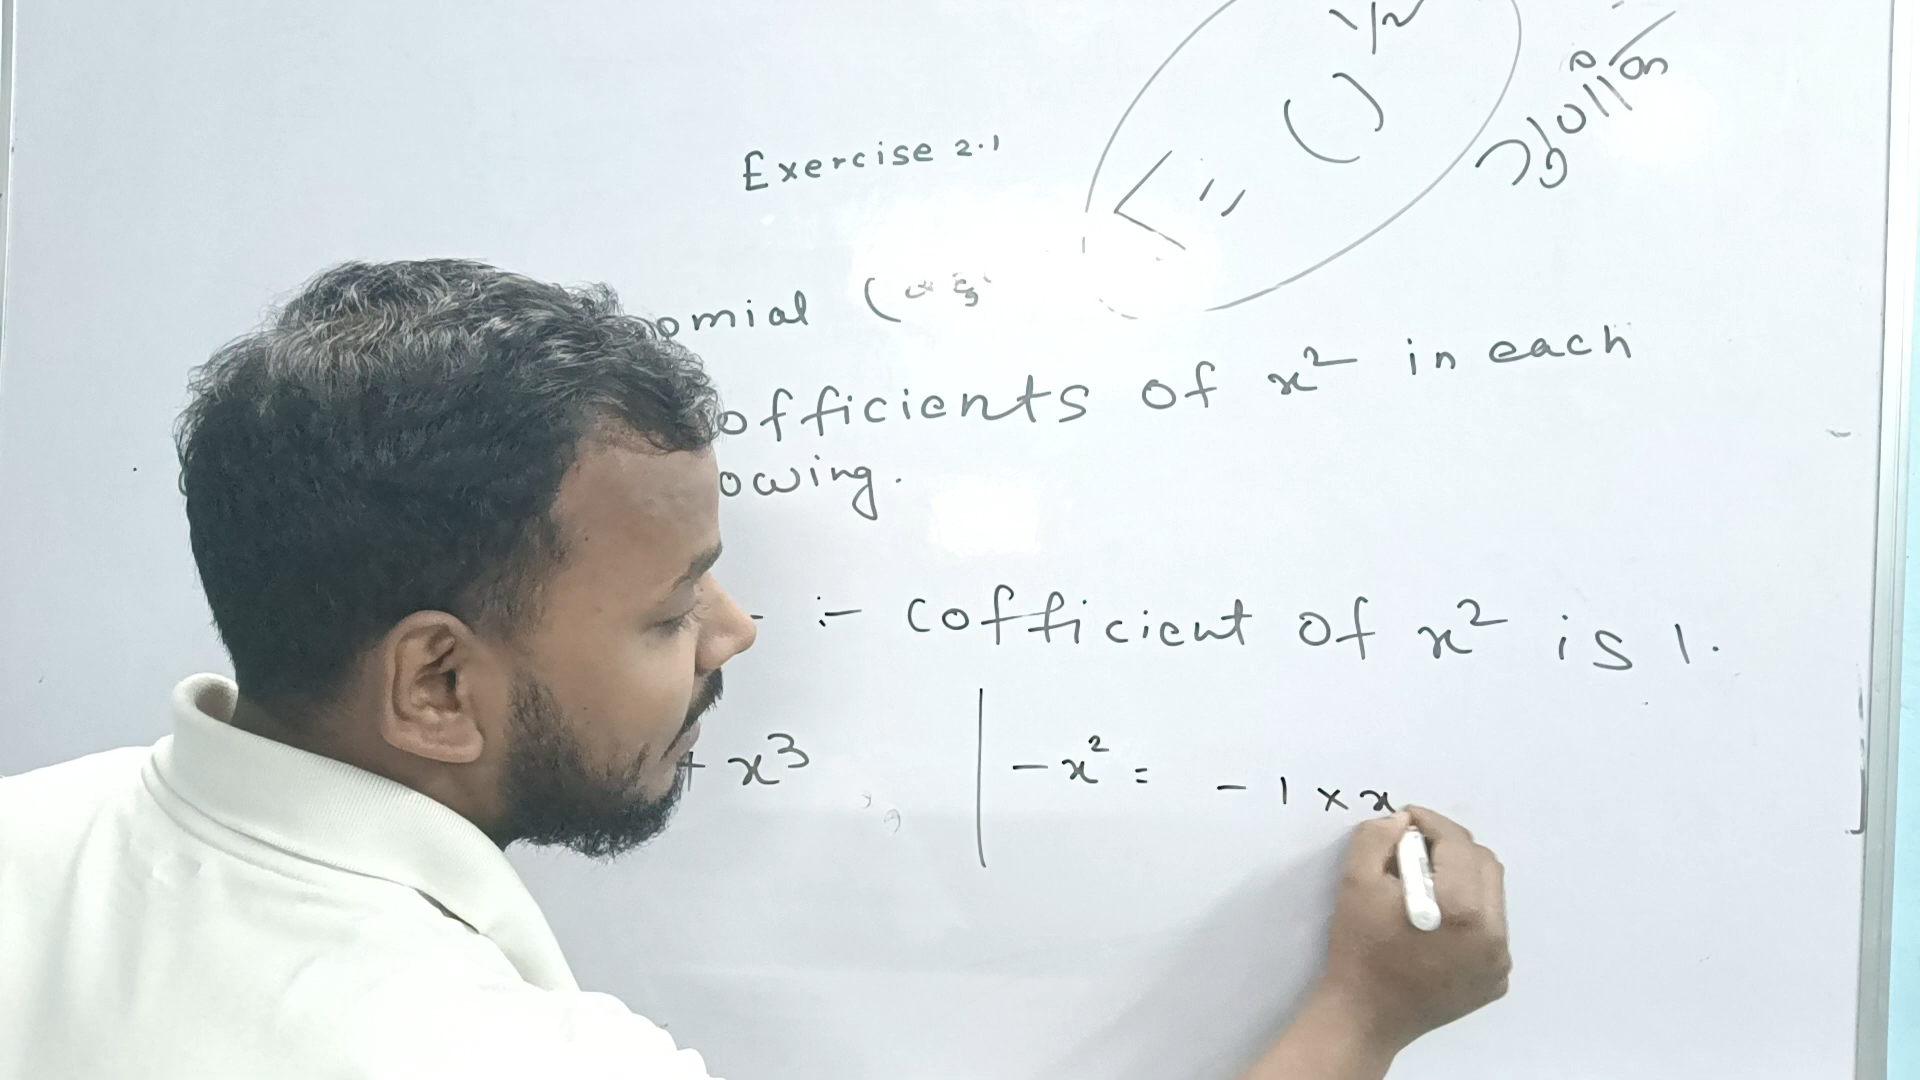 Exercise 2.1
omial (
officients of x² in each
owing.
:- Cofficient of x² is 1.
+ x³
- x² = - 1 × x